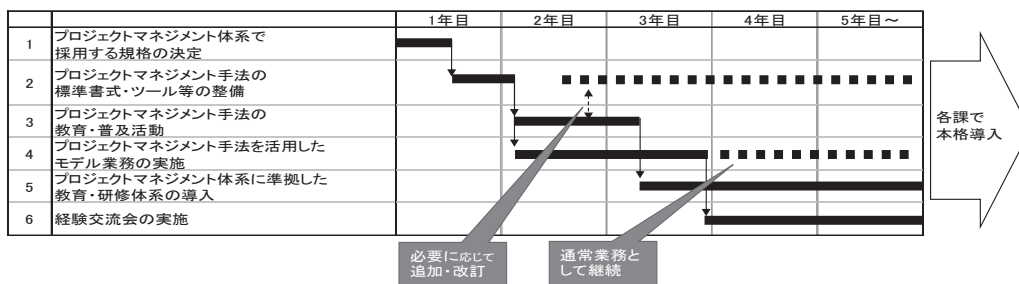 1年目 2年目 3年目 4年目 5年目～
1 プロジェクトマネジメント体系で
採用する規格の決定
2 プロジェクトマネジメント手法の
標準書式・ツール等の整備
3 プロジェクトマネジメント手法の
教育・普及活動
4 プロジェクトマネジメント手法を活用した
モデル業務の実施
5 プロジェクトマネジメント体系に準拠した
教育・研修体系の導入
6 経験交流会の実施
各課で
本格導入
必要に応じて
追加・改訂
通常業務と
して継続